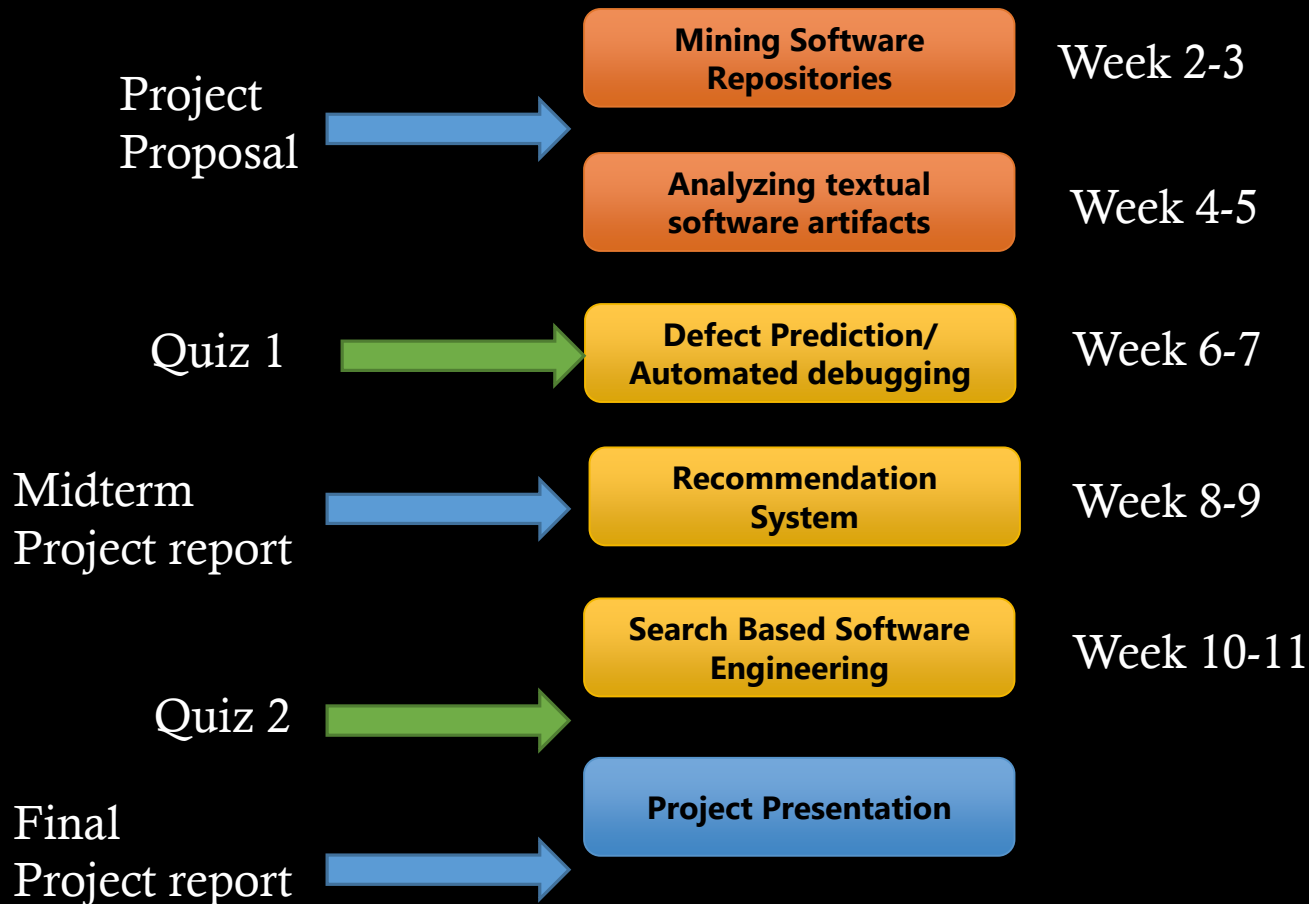 Mining Software
Repositories
Week 2-3
Project
Proposal
Analyzing textual
software artifacts
Week 4-5
Quiz 1
Defect Prediction/
Automated debugging
Week 6-7
Midterm
Project report
Recommendation
System
Week 8-9
Search Based Software
Engineering
Week 10-11
Quiz 2
Project Presentation
Final
Project report